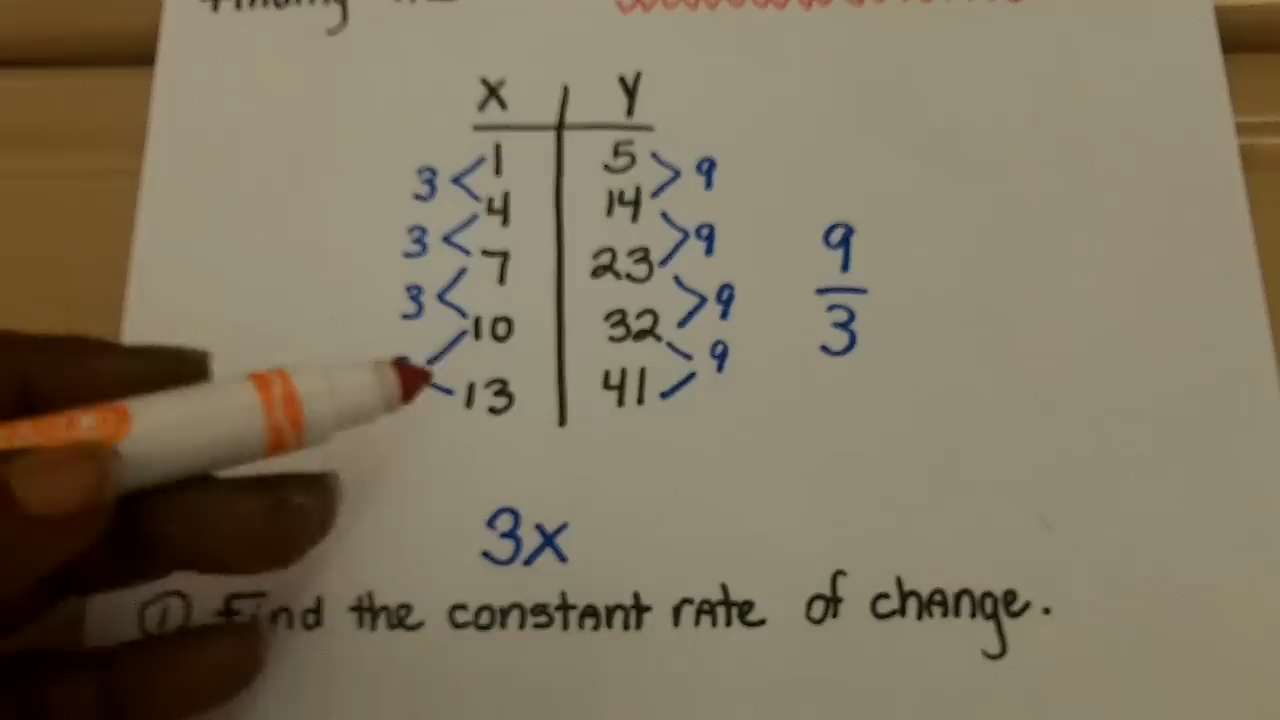 Finding
X Y
1 5
3 9
4 14
3 9
7 23
3 9
10 32
9
13 41
9
3
3x
① Find the constant rate of change.